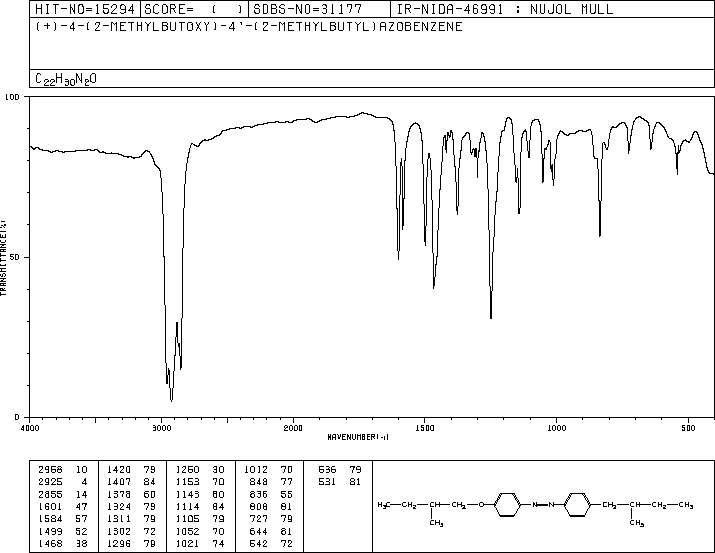 HIT-NO=15294 SCORE= ( ) SDBS-NO=31177 IR-NIDA-46991 : NUJOL MULL
(+)-4-(2-METHYLBUTOXY)-4'-(2-METHYLBUTYL)AZOBENZENE
C22H30N2O
100
50
0
TRANSMITTANCE(%)
4000 3000 2000 1500 1000 500
WAVENUMBER(-1)
2958 10 1420 79 1250 30 1012 70 536 79
2925 4 1407 84 1153 70 848 77 531 81
2855 14 1378 60 1143 60 836 55
1601 47 1324 79 1114 84 808 81
1584 57 1311 79 1105 79 727 79
1499 52 1302 72 1052 70 644 81
1468 38 1296 79 1021 74 542 72
H3C—CH2—CH—CH2—O N=N CH2—CH—CH2—CH3
CH3 CH3